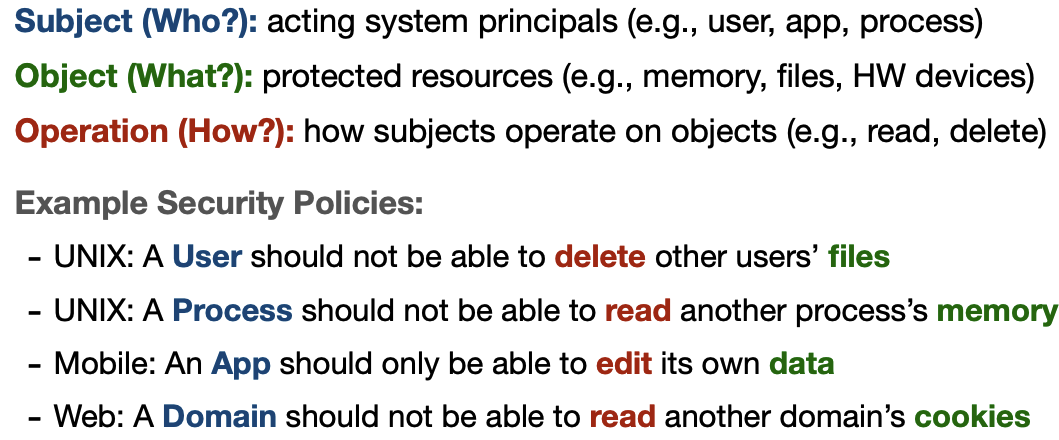 Subject (Who?): acting system principals (e.g., user, app, process)
Object (What?): protected resources (e.g., memory, files, HW devices)
Operation (How?): how subjects operate on objects (e.g., read, delete)
Example Security Policies:
- UNIX: A User should not be able to delete other users’ files
- UNIX: A Process should not be able to read another process’s memory
- Mobile: An App should only be able to edit its own data
- Web: A Domain should not be able to read another domain’s cookies